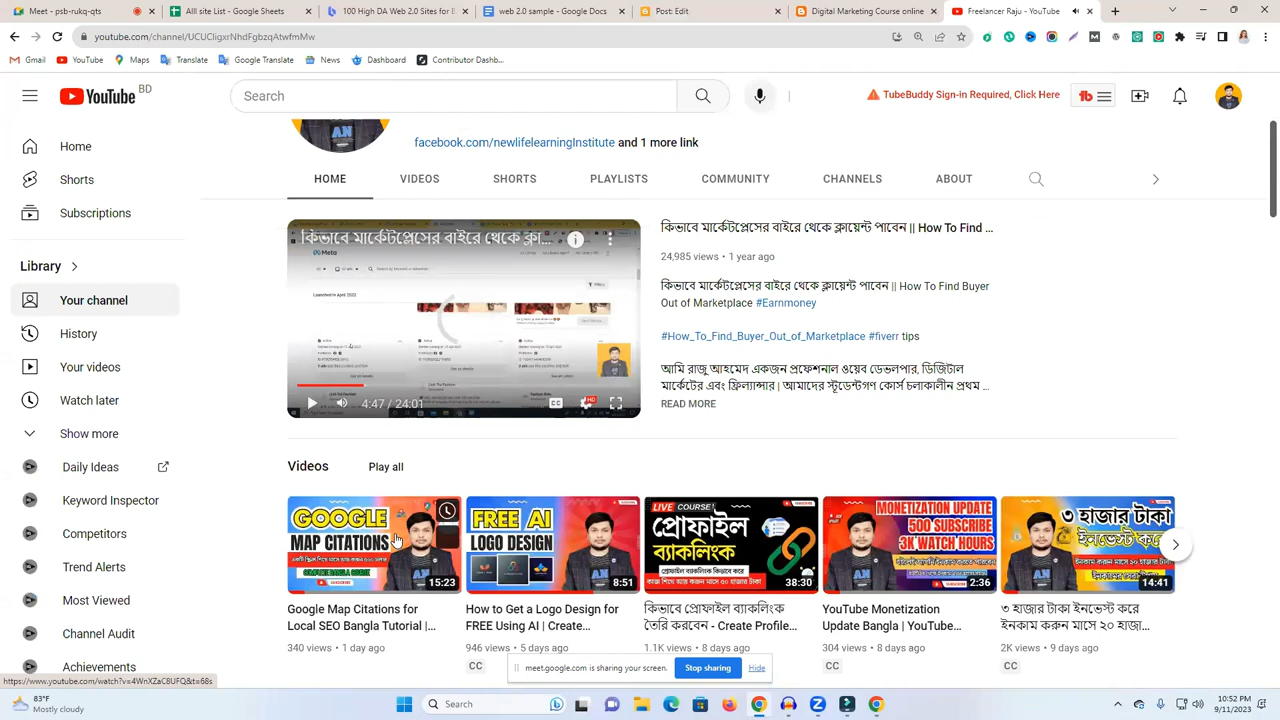 Meet - psb-rukq-qts
All site List - Google Sheets
100 High DA Web 2.0 Sites for B
web 2.0 sample - Google Docs
Post Edit
Digital Marketing Course online
Freelancer Raju - YouTube
youtube.com/channel/UCUCIigxrNhdFgbzqAtwfmMw
Gmail
YouTube
Maps
Translate
Google Translate
News
Dashboard
Contributor Dashb...
YouTube BD
Search
TubeBuddy Sign-in Required, Click Here
tb
A.N
facebook.com/newlifelearningInstitute and 1 more link
HOME VIDEOS SHORTS PLAYLISTS COMMUNITY CHANNELS ABOUT
Home
Shorts
Subscriptions
Library
Your channel
History
Your videos
Watch later
Show more
Daily Ideas
Keyword Inspector
Competitors
Trend Alerts
Most Viewed
Channel Audit
Achievements
কিভাবে মার্কেটপ্লেসের বাইরে থেকে ক্লা...
Meta
Launched in April 2022
4:47 / 24:01
CC
HD
কিভাবে মার্কেটপ্লেসের বাইরে থেকে ক্লায়েন্ট পাবেন || How To Find ...
24,985 views • 1 year ago
কিভাবে মার্কেটপ্লেসের বাইরে থেকে ক্লায়েন্ট পাবেন || How To Find Buyer
Out of Marketplace #Earnmoney
#How_To_Find_Buyer_Out_of_Marketplace #fiverr tips
আমি রাজু আহমেদ একজন প্রফেশনাল ওয়েব ডেভলপার, ডিজিটাল
মার্কেটের এবং ফ্রিল্যান্সার | আমাদের স্টুডেন্টগণ কোর্স চলাকালীন প্রথম ...
READ MORE
Videos
Play all
GOOGLE
MAP CITATIONS
15:23
Google Map Citations for
Local SEO Bangla Tutorial |...
340 views • 1 day ago
FREE AI
LOGO DESIGN
8:51
How to Get a Logo Design for
FREE Using AI | Create...
946 views • 5 days ago
CC
LIVE COURSE!
প্রোফাইল
ব্যাকলিংক
প্রোফাইল ব্যাকলিংক কিভাবে করে
কাজ শিখে আয় করুন মাসে ৫০ হাজার টাকা
38:30
কিভাবে প্রোফাইল ব্যাকলিংক
তৈরি করবেন - Create Profile...
1.1K views • 8 days ago
MONETIZATION UPDATE
500 SUBSCRIBE
3K WATCH HOURS
2:36
YouTube Monetization
Update Bangla | YouTube...
304 views • 8 days ago
CC
৩ হাজার টাকা
ইনভেস্ট করে
14:41
৩ হাজার টাকা ইনভেস্ট করে
ইনকাম করুন মাসে ২০ হাজা...
2K views • 9 days ago
CC
meet.google.com is sharing your screen.
Stop sharing
Hide
https://www.youtube.com/watch?v=4WnXZaC8UFQ&t=68s
83°F
Mostly cloudy
Search
10:52 PM
9/11/2023